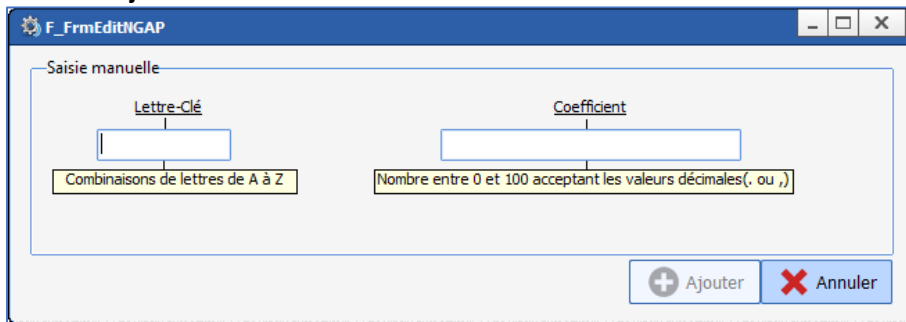 F_FrmEditNGAP
Saisie manuelle
Lettre-Clé Coefficient
Combinaisons de lettres de A à Z Nombre entre 0 et 100 acceptant les valeurs décimales(. ou ,)
Ajouter Annuler